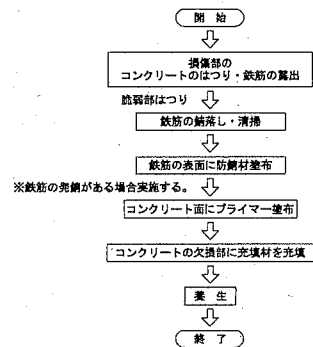 開 始
損傷部の
コンクリートのはつり・鉄筋の露出
脆弱部はつり
鉄筋の錆落し・清掃
鉄筋の表面に防錆材塗布
※鉄筋の発錆がある場合実施する。
コンクリート面にプライマー塗布
コンクリートの欠損部に充填材を充填
養 生
終 了